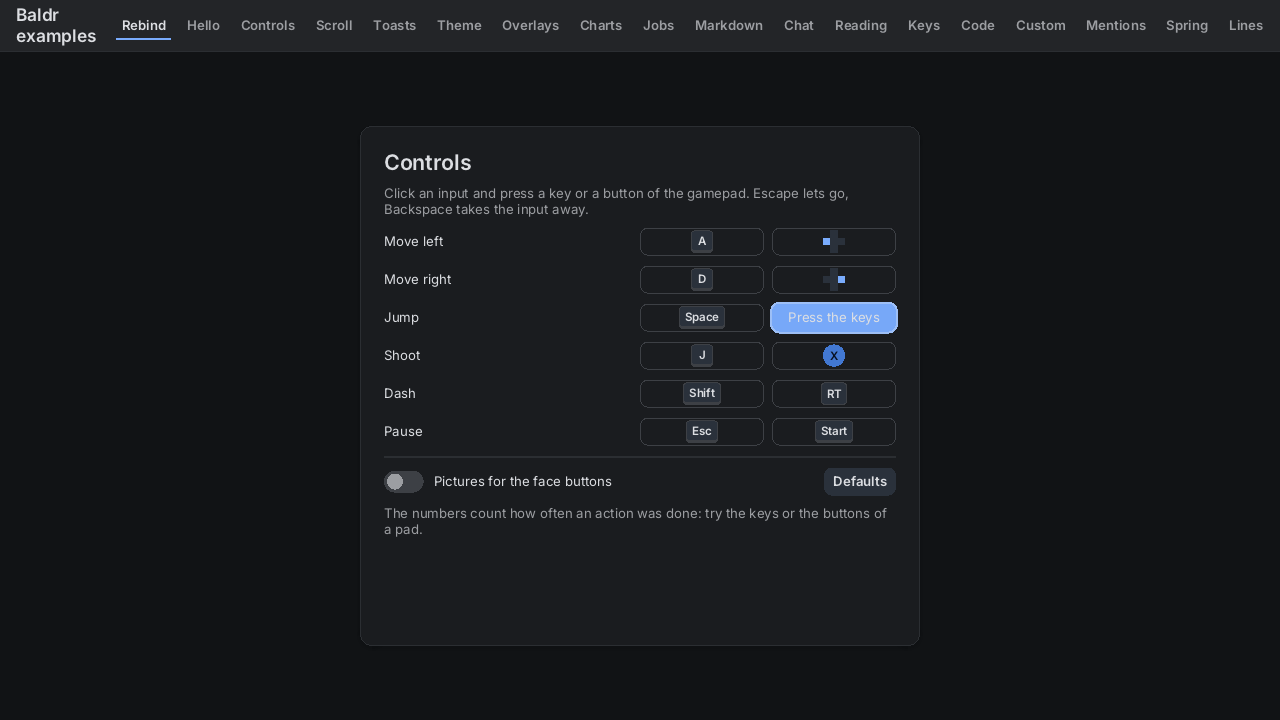 Baldr examples
Rebind Hello Controls Scroll Toasts Theme Overlays Charts Jobs Markdown Chat Reading Keys Code Custom Mentions Spring Lines
Controls
Click an input and press a key or a button of the gamepad. Escape lets go,
Backspace takes the input away.
Move left A
Move right D
Jump Space Press the keys
Shoot J X
Dash Shift RT
Pause Esc Start
Pictures for the face buttons Defaults
The numbers count how often an action was done: try the keys or the buttons of
a pad.